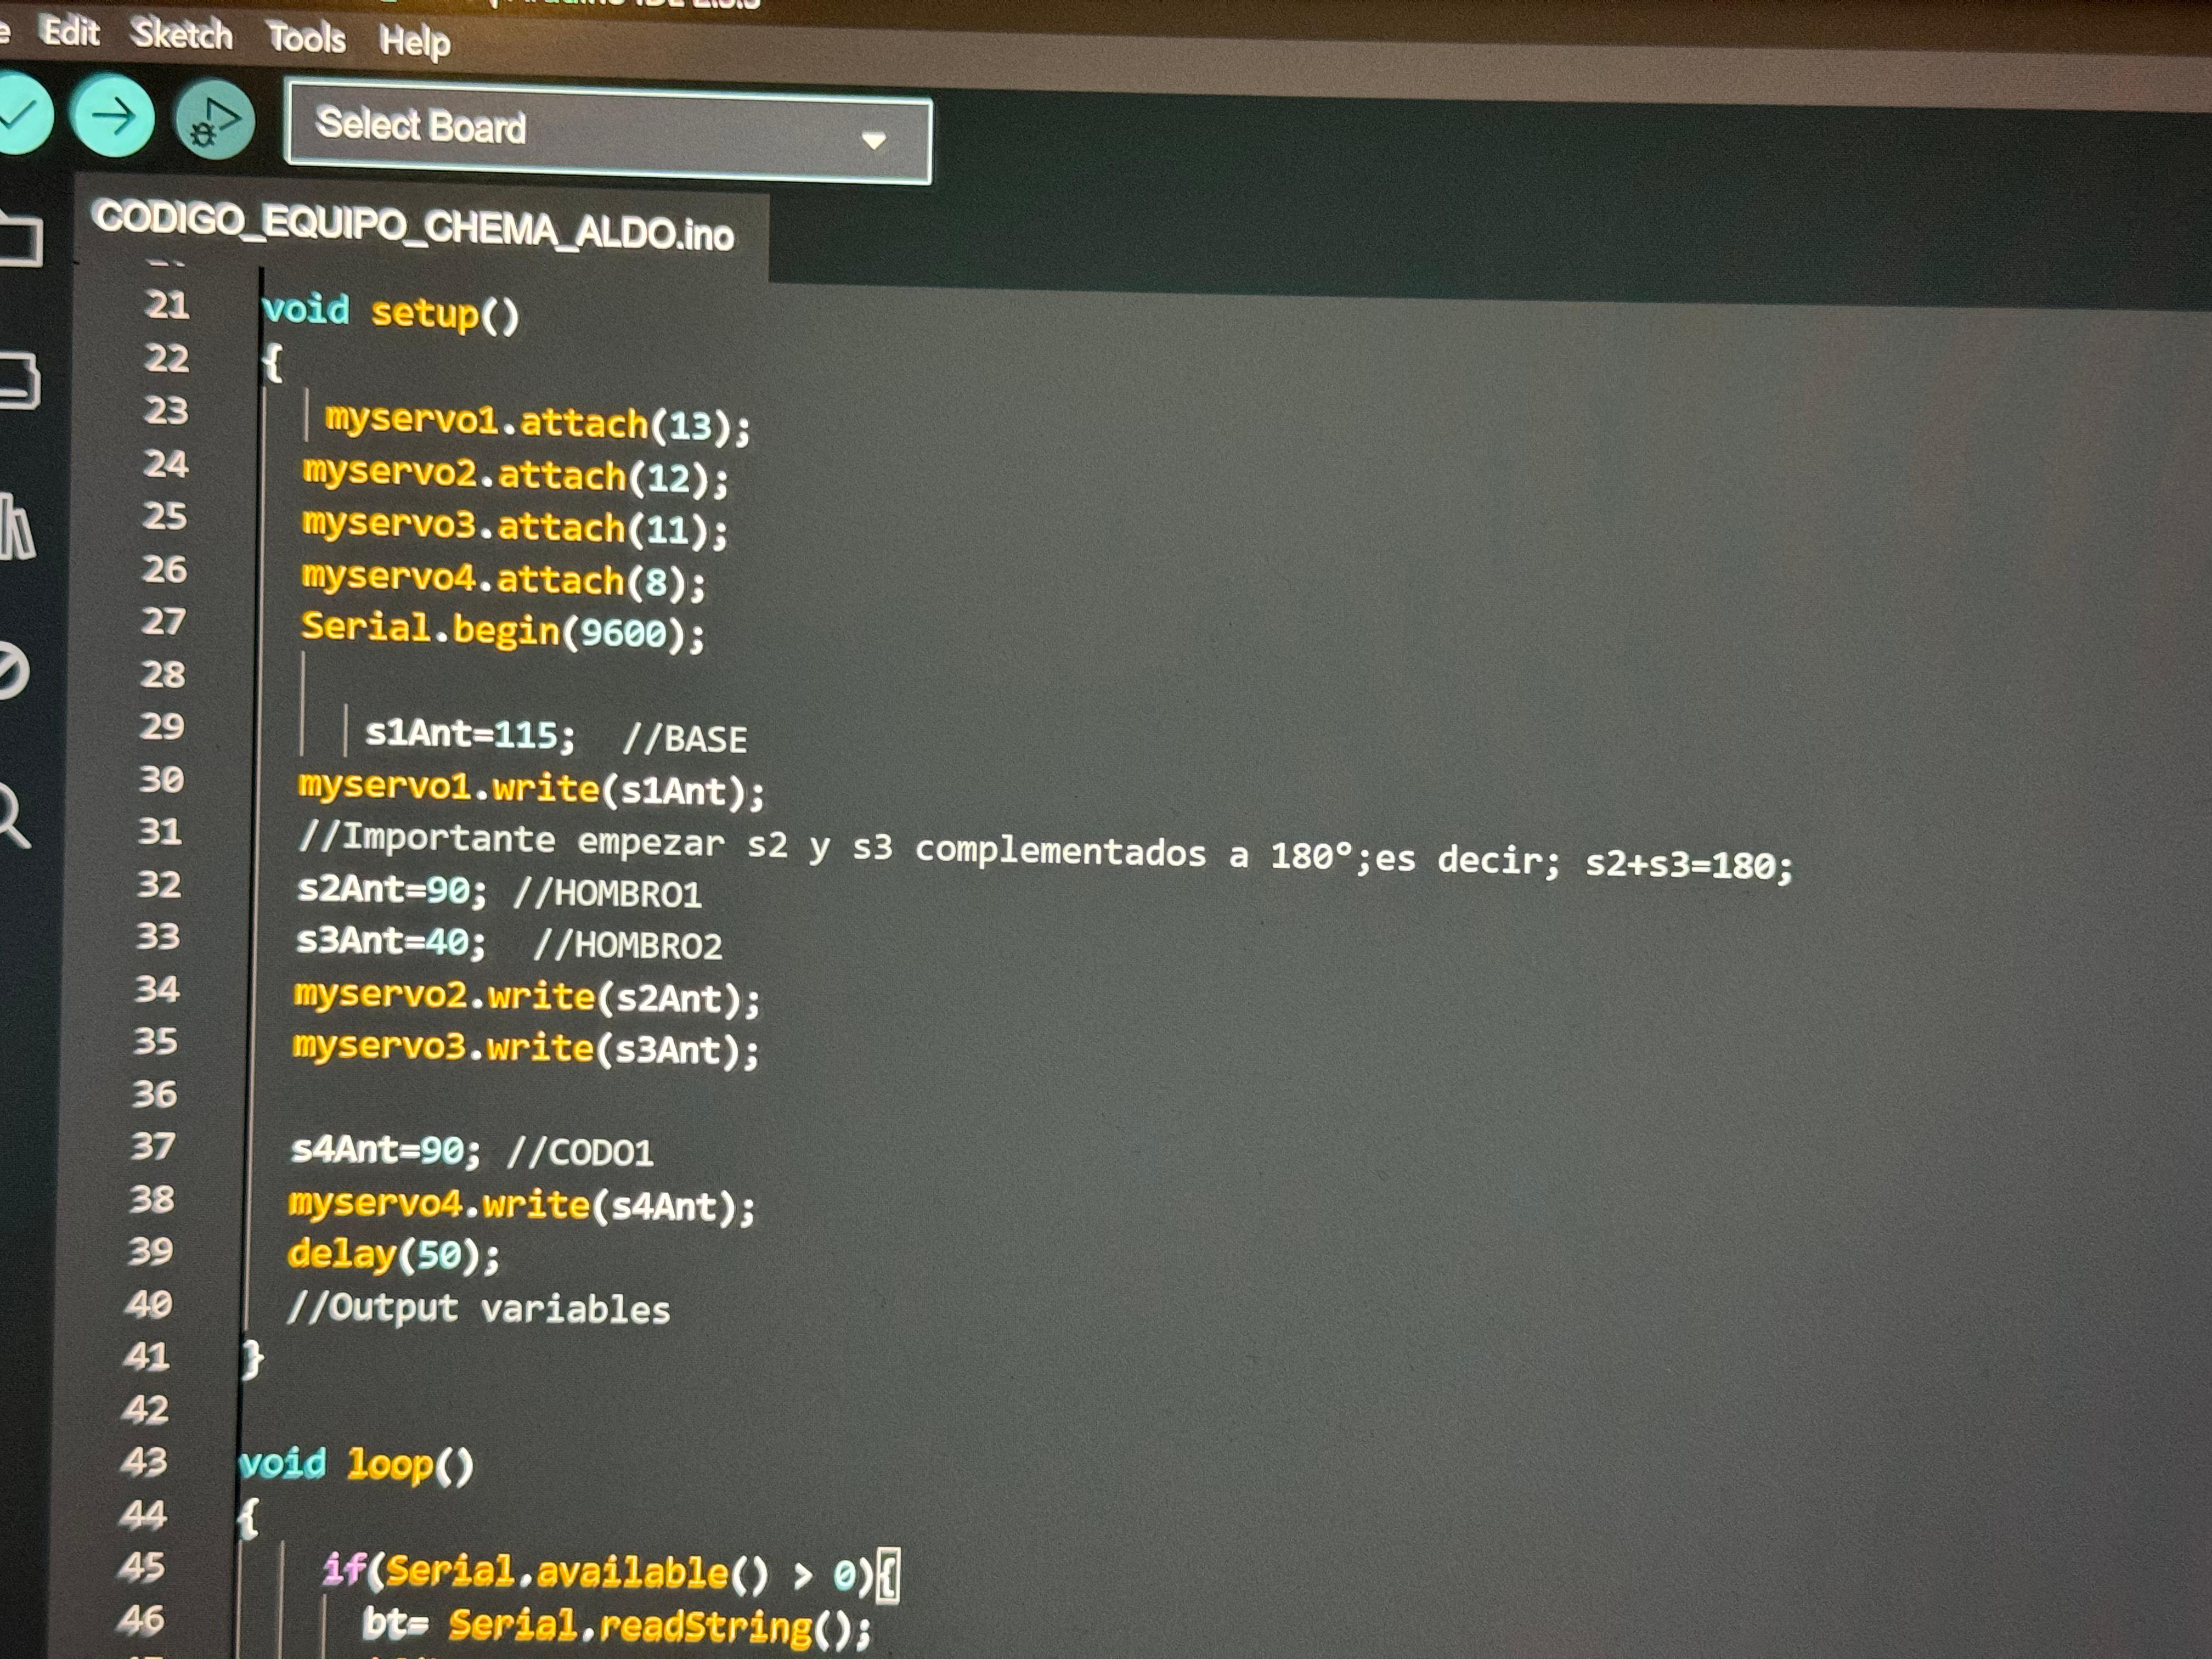 Edit Sketch Tools Help
Select Board
CODIGO_EQUIPO_CHEMA_ALDO.ino
21 void setup()
22 {
23 myservo1.attach(13);
24 myservo2.attach(12);
25 myservo3.attach(11);
26 myservo4.attach(8);
27 Serial.begin(9600);
28
29 s1Ant=115; //BASE
30 myservo1.write(s1Ant);
31 //Importante empezar s2 y s3 complementados a 180°;es decir; s2+s3=180;
32 s2Ant=90; //HOMBRO1
33 s3Ant=40; //HOMBRO2
34 myservo2.write(s2Ant);
35 myservo3.write(s3Ant);
36
37 s4Ant=90; //CODO1
38 myservo4.write(s4Ant);
39 delay(50);
40 //Output variables
41 }
42
43 void loop()
44 {
45 if(Serial.available() > 0){
46 bt= Serial.readString();